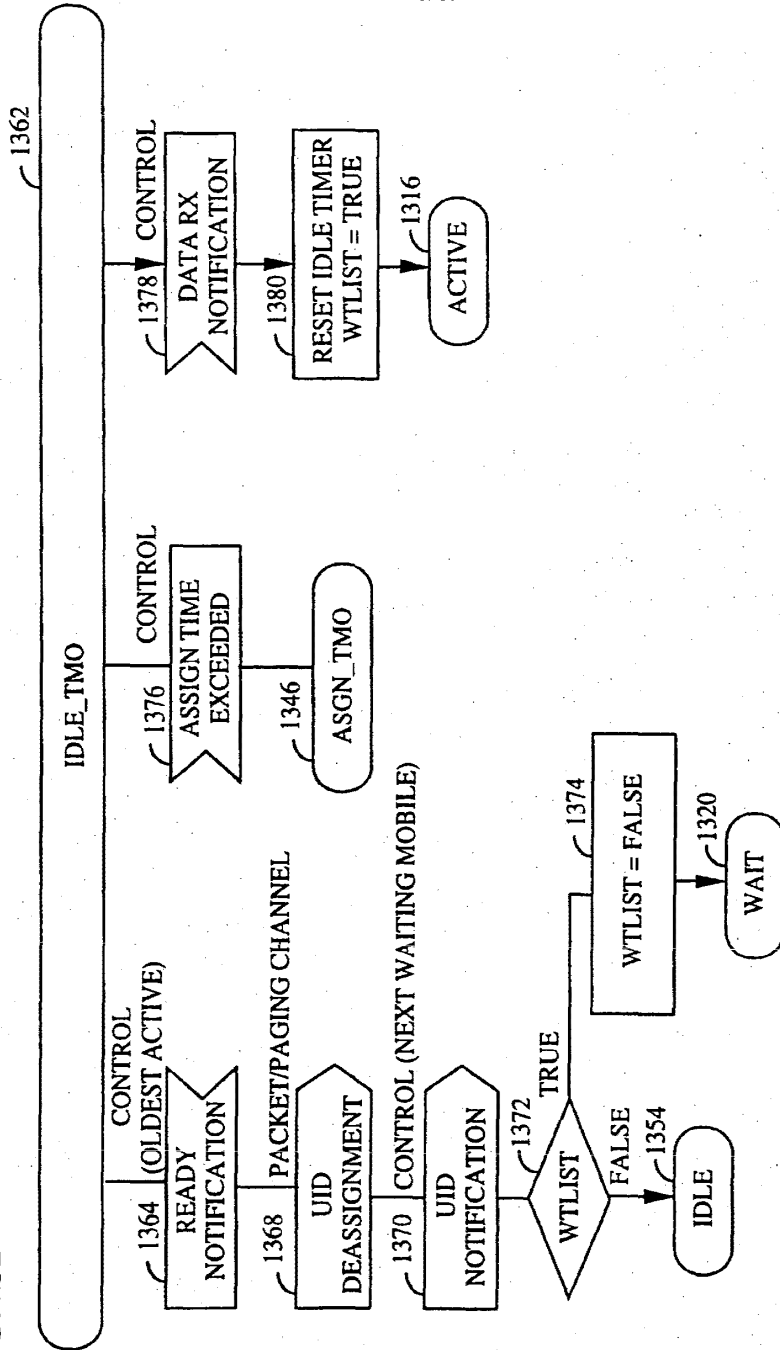 1362
IDLE_TMO
CONTROL
(OLDEST ACTIVE)
1364
READY
NOTIFICATION
PACKET/PAGING CHANNEL
1368
UID
DEASSIGNMENT
CONTROL (NEXT WAITING MOBILE)
1370
UID
NOTIFICATION
1372
WTLIST
TRUE
FALSE
1354
IDLE
1374
WTLIST = FALSE
1320
WAIT
CONTROL
1376
ASSIGN TIME
EXCEEDED
1346
ASGN_TMO
CONTROL
1378
DATA RX
NOTIFICATION
1380
RESET IDLE TIMER
WTLIST = TRUE
1316
ACTIVE